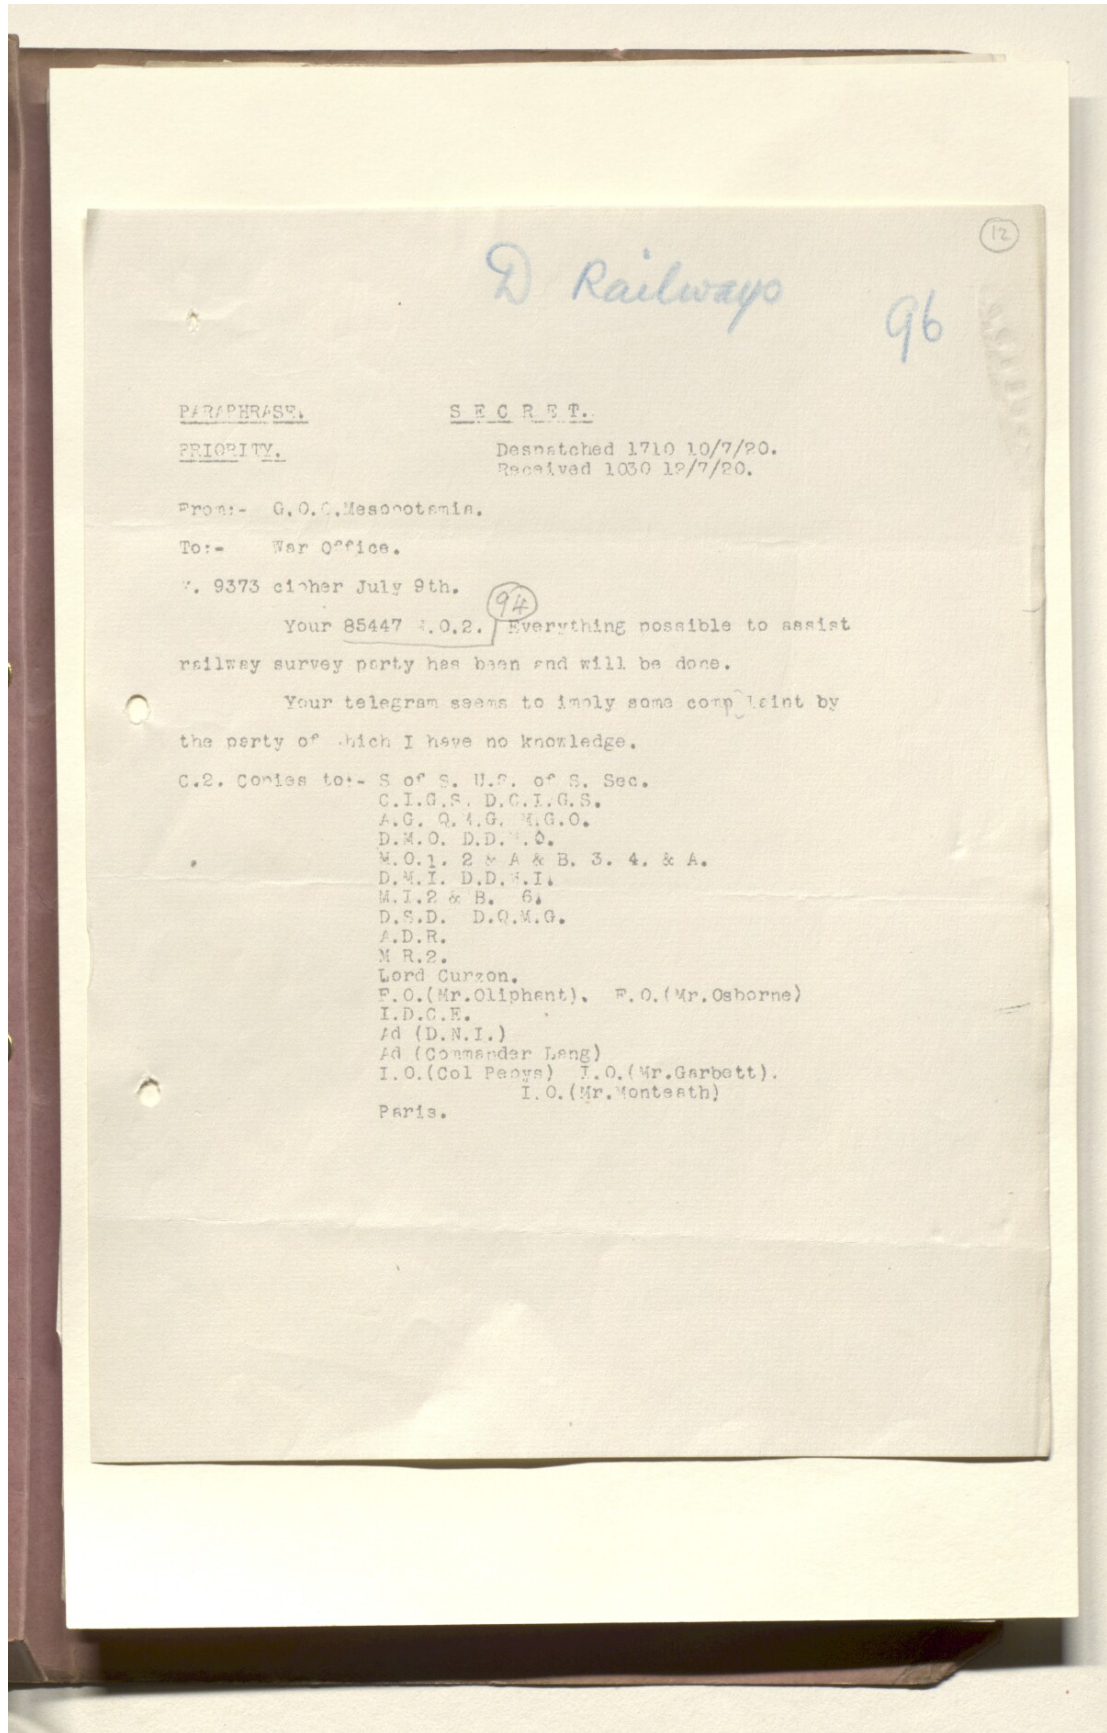 12
D Railways
96
PARAPHRASE. SECRET.
PRIORITY. Despatched 1710 10/7/20.
Received 1030 12/7/20.
From:- G.O.C.Mesopotamia.
To:- War Office.
X. 9373 cipher July 9th.
94
Your 85447 M.O.2. Everything possible to assist
railway survey party has been and will be done.
Your telegram seems to imply some complaint by
the party of which I have no knowledge.
C.2. Copies to:- S of S. U.S. of S. Sec.
C.I.G.S. D.C.I.G.S.
A.G. Q.M.G. M.G.O.
D.M.O. D.D.M.O.
M.O.1. 2 & A & B. 3. 4. & A.
D.M.I. D.D.M.I.
M.I.2 & B. 6.
D.S.D. D.Q.M.G.
A.D.R.
M R.2.
Lord Curzon.
F.O.(Mr.Oliphant). F.O.(Mr.Osborne)
I.D.C.E.
Ad (D.N.I.)
Ad (Commander Lang)
I.O.(Col Pepys) I.O.(Mr.Garbett).
I.O.(Mr.Monteath)
Paris.